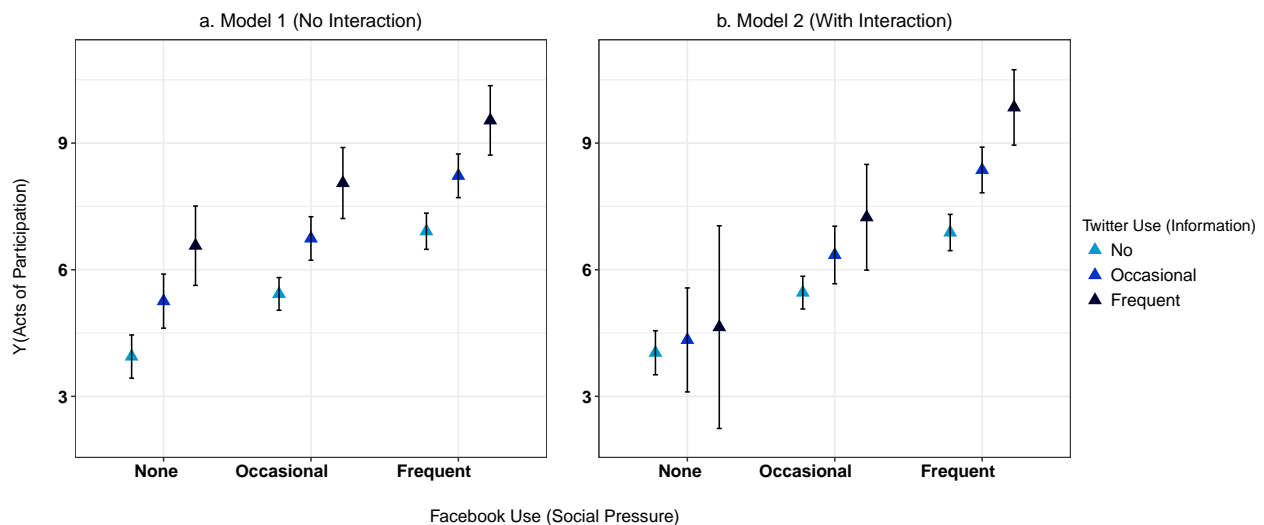 a. Model 1 (No Interaction)
b. Model 2 (With Interaction)
Y(Acts of Participation)
9
6
3
9
6
3
None Occasional Frequent
None Occasional Frequent
Facebook Use (Social Pressure)
Twitter Use (Information)
No
Occasional
Frequent